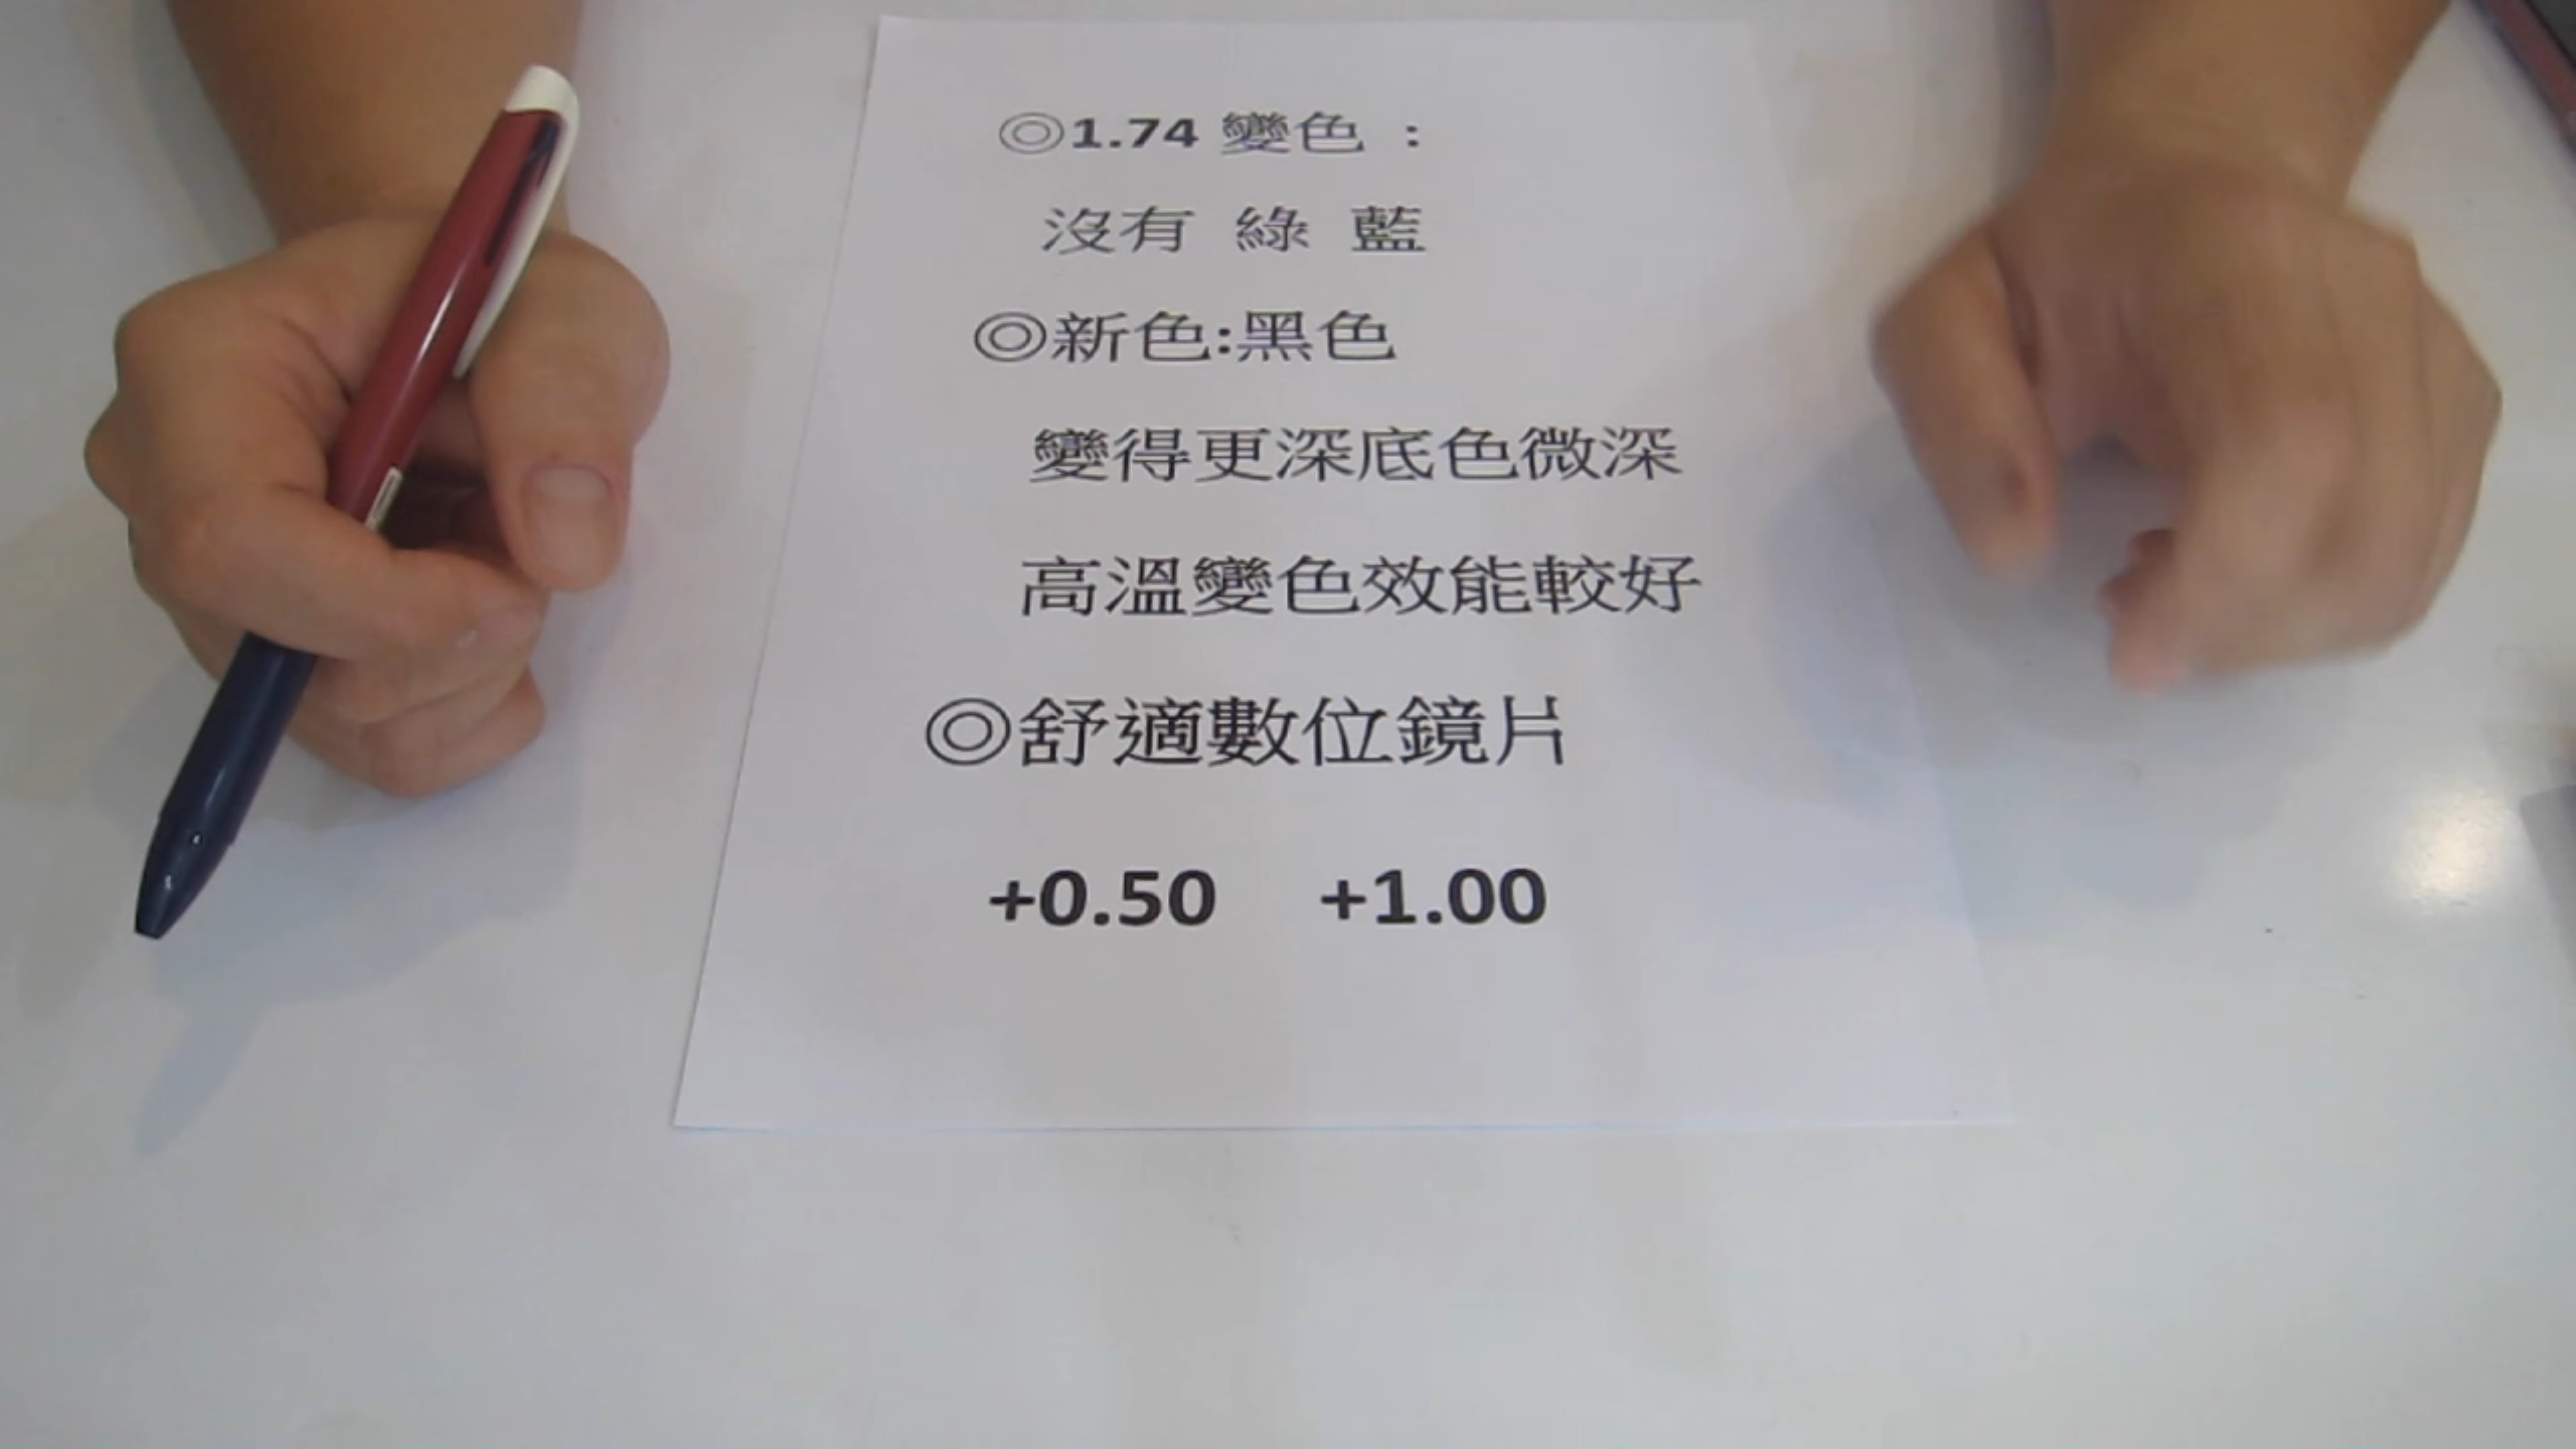 ◎1.74 變色 :
沒有 綠 藍
◎新色:黑色
變得更深底色微深
高溫變色效能較好
◎舒適數位鏡片
+0.50 +1.00